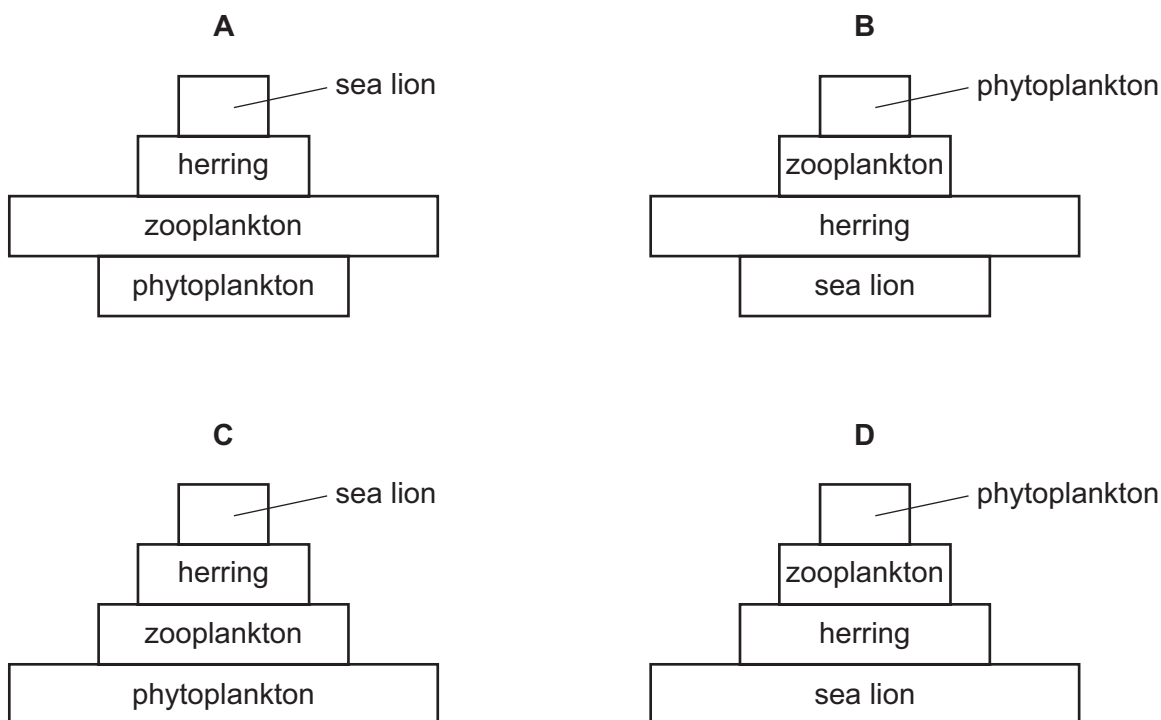 A
sea lion
herring
zooplankton
phytoplankton
B
phytoplankton
zooplankton
herring
sea lion
C
sea lion
herring
zooplankton
phytoplankton
D
phytoplankton
zooplankton
herring
sea lion